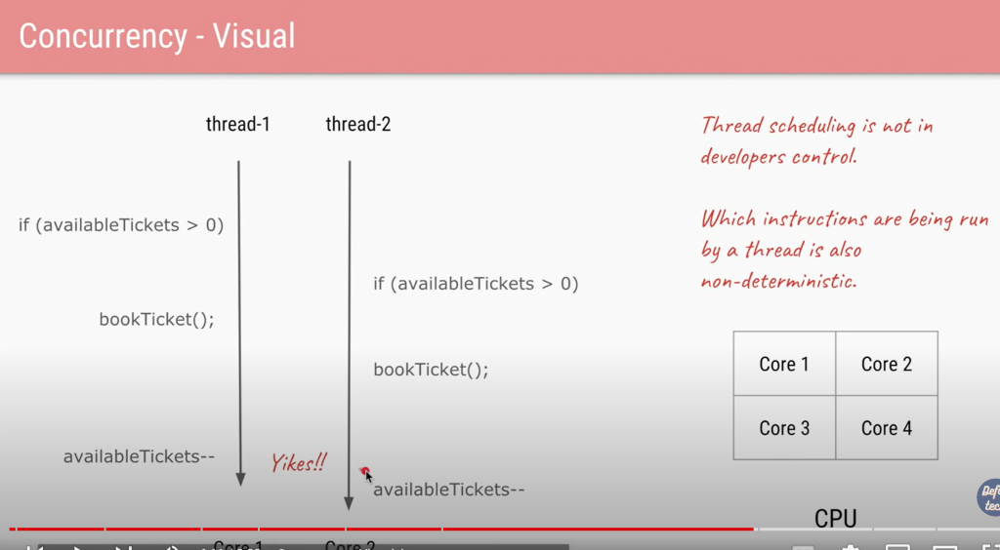 Concurrency - Visual
thread-1
thread-2
Thread scheduling is not in
developers control.
Which instructions are being run
by a thread is also
non-deterministic.
if (availableTickets > 0)
if (availableTickets > 0)
bookTicket();
bookTicket();
Core 1
Core 2
Core 3
Core 4
availableTickets--
Yikes!!
availableTickets--
CPU
Core 1
Core 2